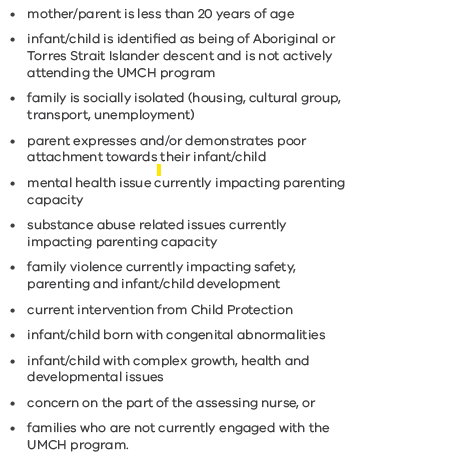 • mother/parent is less than 20 years of age
• infant/child is identified as being of Aboriginal or
Torres Strait Islander descent and is not actively
attending the UMCH program
• family is socially isolated (housing, cultural group,
transport, unemployment)
• parent expresses and/or demonstrates poor
attachment towards their infant/child
• mental health issue currently impacting parenting
capacity
• substance abuse related issues currently
impacting parenting capacity
• family violence currently impacting safety,
parenting and infant/child development
• current intervention from Child Protection
• infant/child born with congenital abnormalities
• infant/child with complex growth, health and
developmental issues
• concern on the part of the assessing nurse, or
• families who are not currently engaged with the
UMCH program.